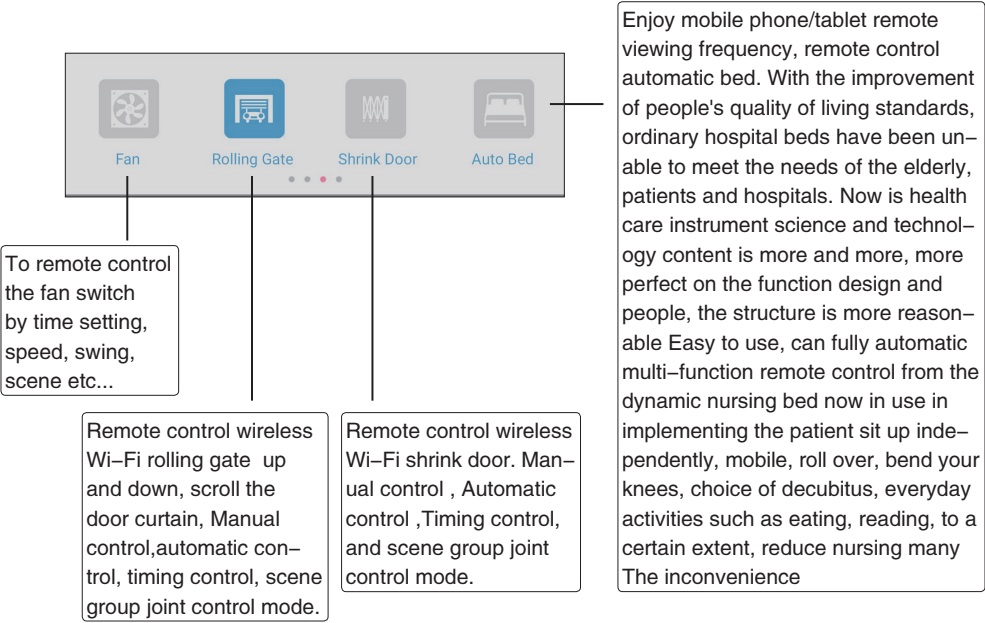 Fan
Rolling Gate
Shrink Door
Auto Bed
To remote control
the fan switch
by time setting,
speed, swing,
scene etc...
Remote control wireless
Wi–Fi rolling gate  up
and down, scroll the
door curtain, Manual
control,automatic con–
trol, timing control, scene
group joint control mode.
Remote control wireless
Wi–Fi shrink door. Man–
ual control , Automatic
control ,Timing control,
and scene group joint
control mode.
Enjoy mobile phone/tablet remote
viewing frequency, remote control
automatic bed. With the improvement
of people's quality of living standards,
ordinary hospital beds have been un–
able to meet the needs of the elderly,
patients and hospitals. Now is health
care instrument science and technol–
ogy content is more and more, more
perfect on the function design and
people, the structure is more reason–
able Easy to use, can fully automatic
multi–function remote control from the
dynamic nursing bed now in use in
implementing the patient sit up inde–
pendently, mobile, roll over, bend your
knees, choice of decubitus, everyday
activities such as eating, reading, to a
certain extent, reduce nursing many
The inconvenience